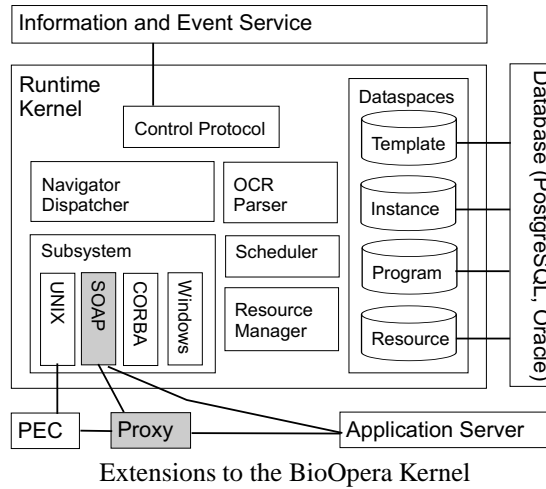 Information and Event Service
Runtime
Kernel
Control Protocol
Dataspaces
Template
Navigator
Dispatcher
OCR
Parser
Instance
Subsystem
UNIX
SOAP
CORBA
Windows
Scheduler
Program
Resource
Manager
Resource
Database (PostgreSQL, Oracle)
PEC
Proxy
Application Server
Extensions to the BioOpera Kernel